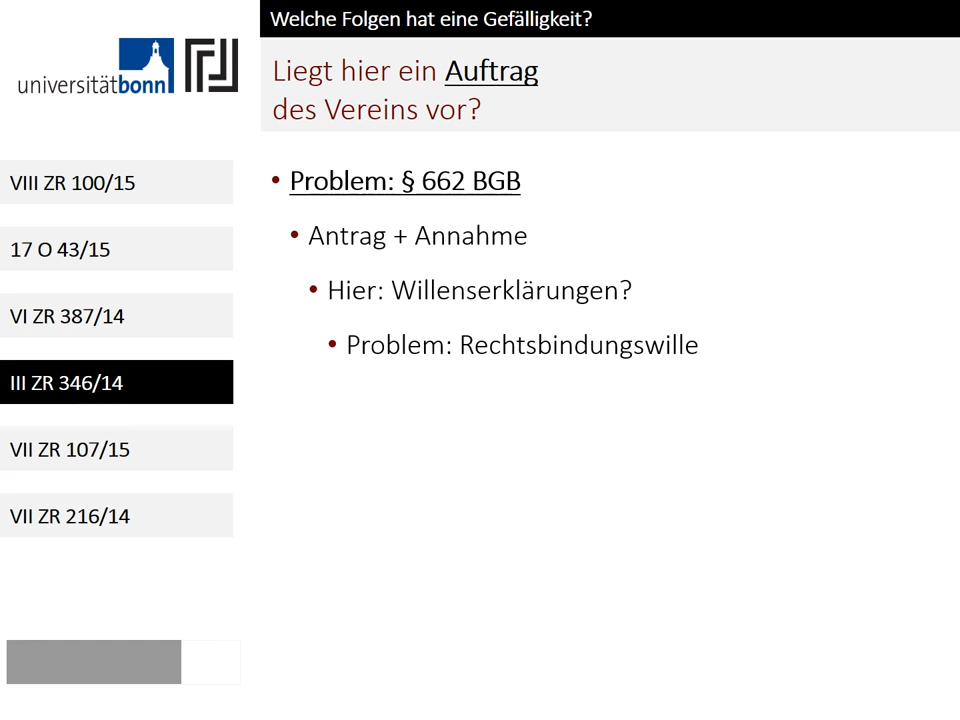 Welche Folgen hat eine Gefälligkeit?
universitätbonn
Liegt hier ein Auftrag
des Vereins vor?
VIII ZR 100/15
17 O 43/15
VI ZR 387/14
III ZR 346/14
VII ZR 107/15
VII ZR 216/14
• Problem: § 662 BGB
• Antrag + Annahme
• Hier: Willenserklärungen?
• Problem: Rechtsbindungswille